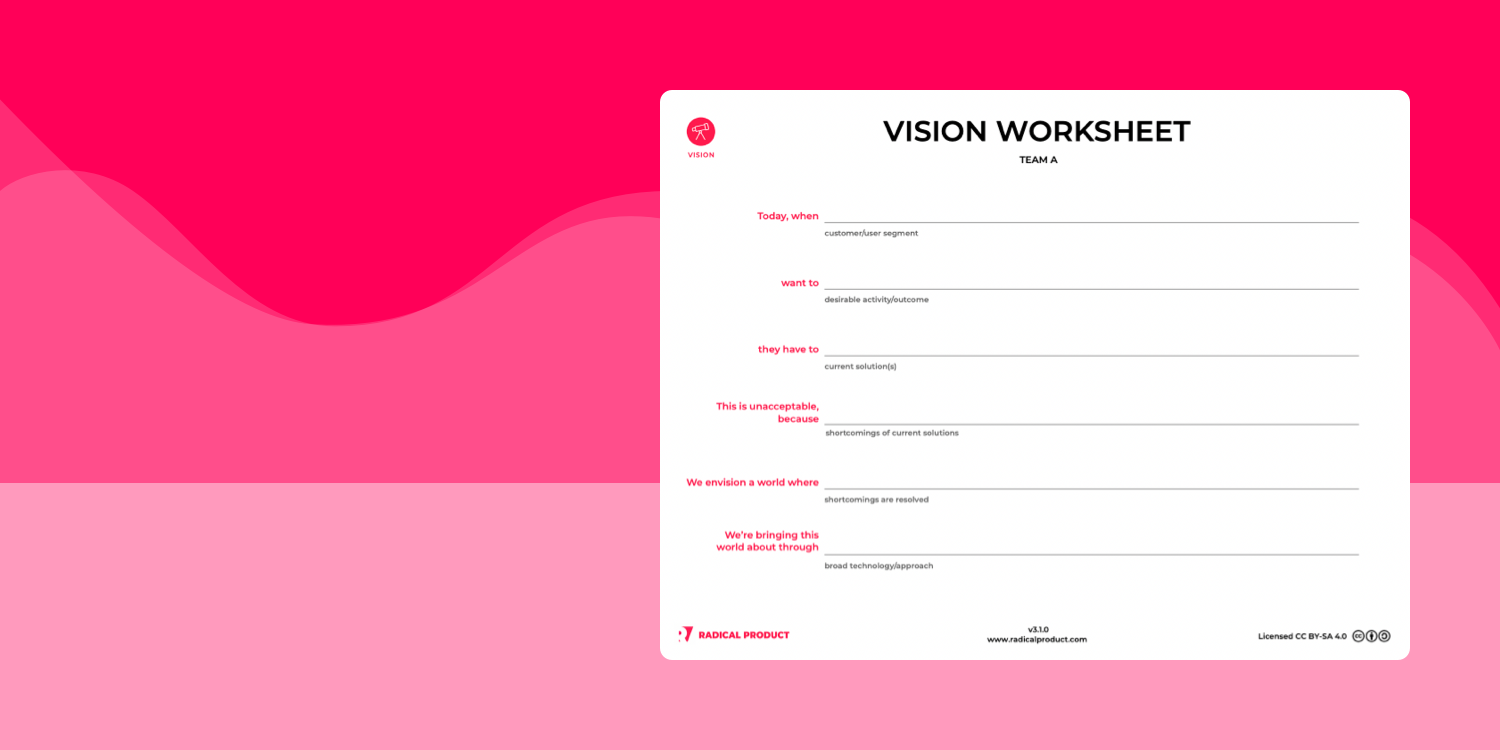 VISION
VISION WORKSHEET
TEAM A
Today, when
customer/user segment
want to
desirable activity/outcome
they have to
current solution(s)
This is unacceptable,
because
shortcomings of current solutions
We envision a world where
shortcomings are resolved
We're bringing this
world about through
broad technology/approach
RADICAL PRODUCT
v3.1.0
www.radicalproduct.com
Licensed CC BY-SA 4.0
cc